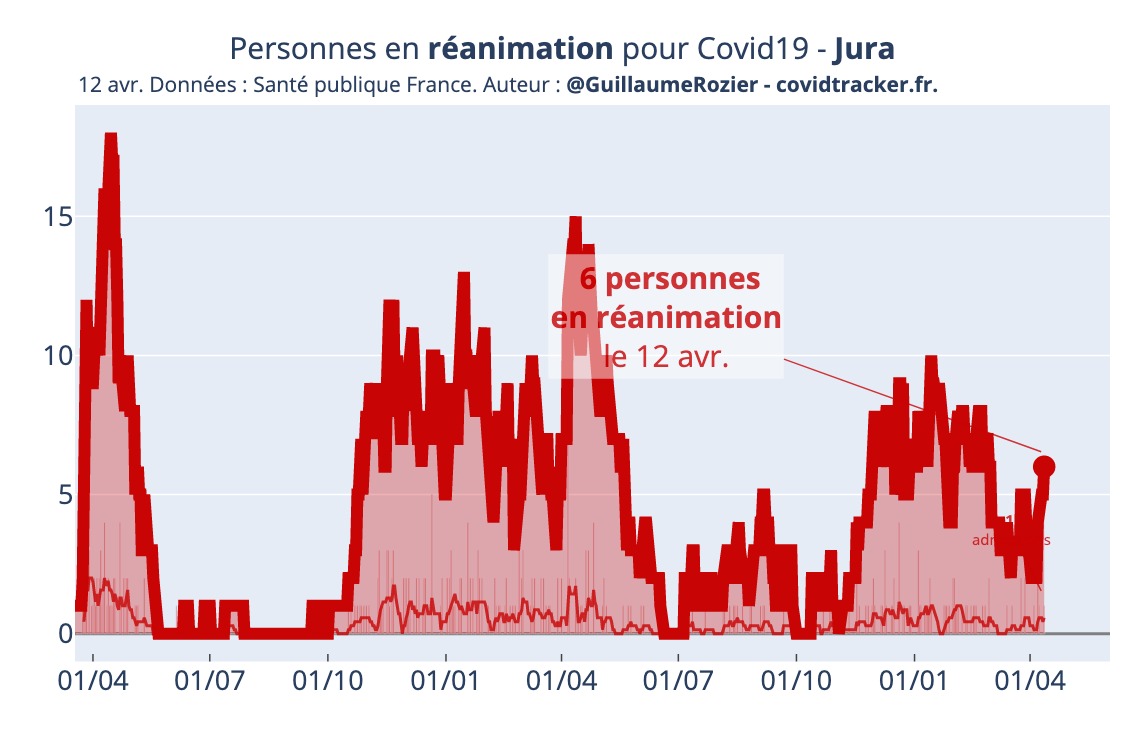 Personnes en réanimation pour Covid19 - Jura
12 avr. Données : Santé publique France. Auteur : @GuillaumeRozier - covidtracker.fr.
15
10
5
0
6 personnes
en réanimation
le 12 avr.
01/04
01/07
01/10
01/01
01/04
01/07
01/10
01/01
01/04